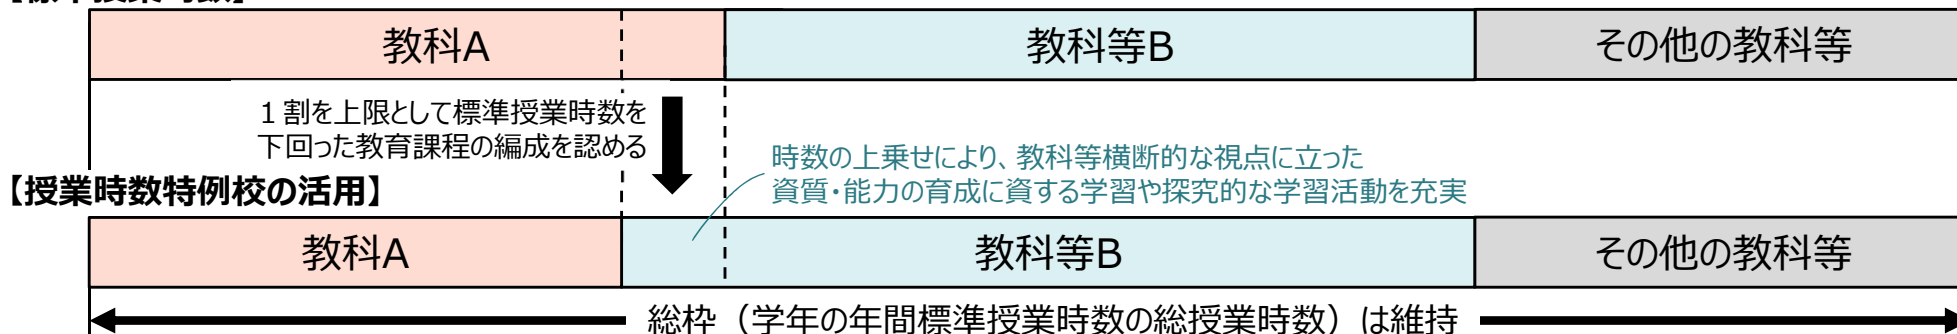 教科A
教科等B
その他の教科等
１割を上限として標準授業時数を
下回った教育課程の編成を認める
時数の上乗せにより、教科等横断的な視点に立った
資質・能力の育成に資する学習や探究的な学習活動を充実
【授業時数特例校の活用】
教科A
教科等B
その他の教科等
総枠（学年の年間標準授業時数の総授業時数）は維持